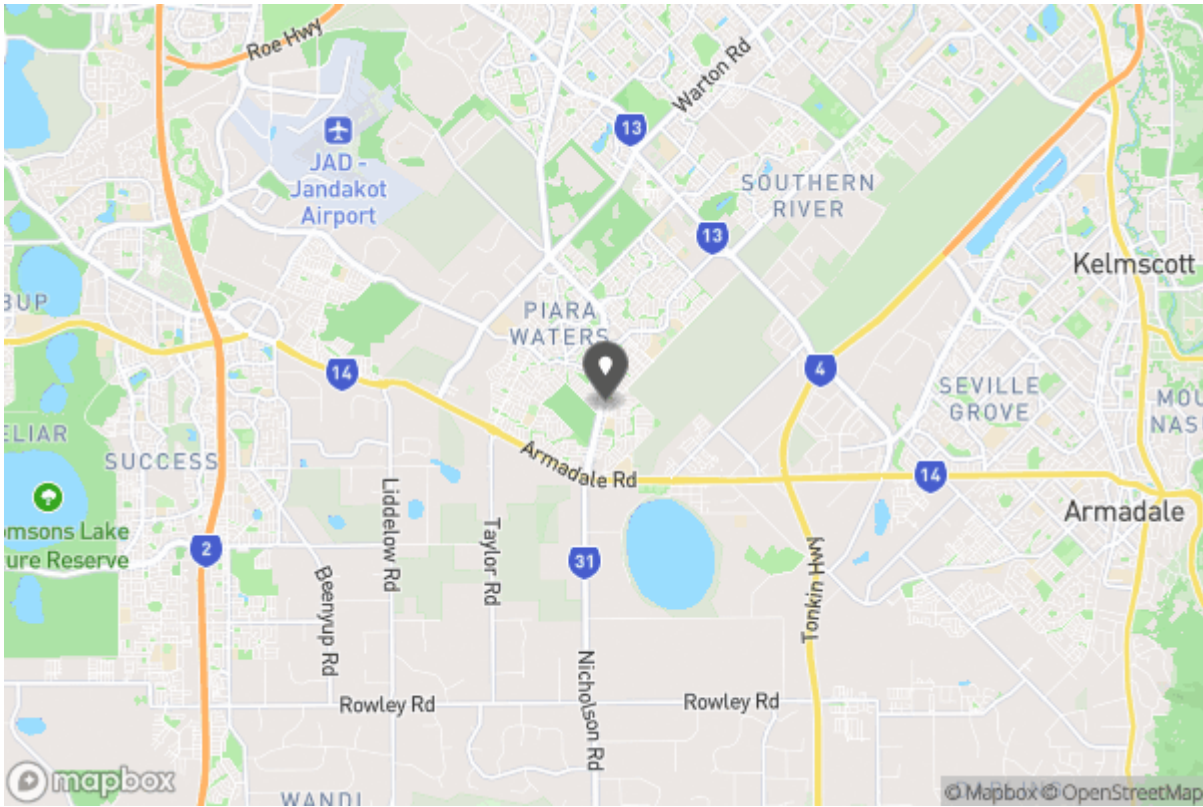 Roe Hwy
Warton Rd
13
JAD -
Jandakot
Airport
SOUTHERN
RIVER
13
Kelmscott
BUP
PIARA
WATERS
14
4
SEVILLE
GROVE
MOU
NAS
ELIAR
SUCCESS
Armadale Rd
14
Armadale
omsons Lake
ure Reserve
Liddelow Rd
Taylor Rd
2
31
Beenyup Rd
Tonkin Hwy
Nicholson Rd
Rowley Rd
Rowley Rd
mapbox
WANDI
© Mapbox © OpenStreetMap